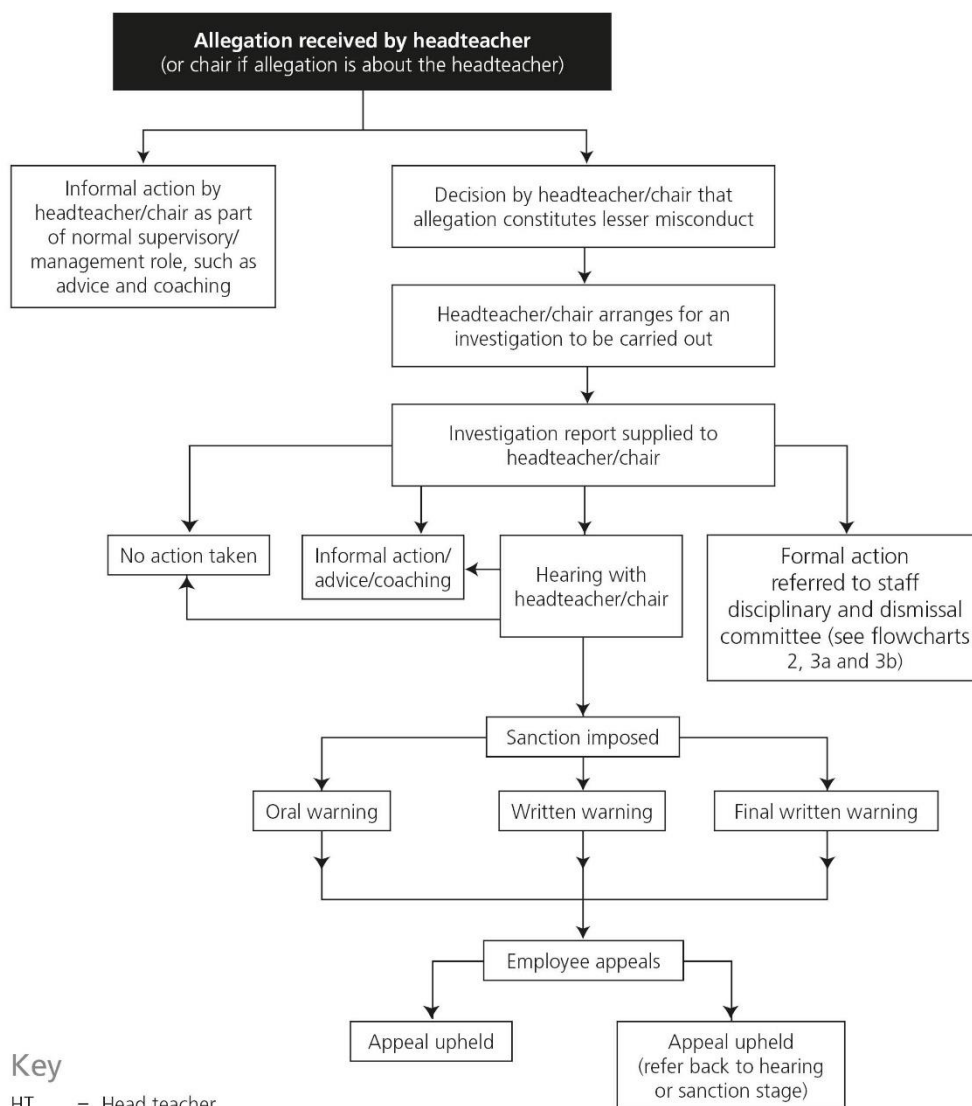 Allegation received by headteacher
(or chair if allegation is about the headteacher)
Informal action by
headteacher/chair as part
of normal supervisory/
management role, such as
advice and coaching
Decision by headteacher/chair that
allegation constitutes lesser misconduct
Headteacher/chair arranges for an
investigation to be carried out
Investigation report supplied to
headteacher/chair
No action taken
Informal action/
advice/coaching
Hearing with
headteacher/chair
Formal action
referred to staff
disciplinary and dismissal
committee (see flowcharts
2, 3a and 3b)
Sanction imposed
Oral warning
Written warning
Final written warning
Employee appeals
Appeal upheld
Appeal upheld
(refer back to hearing
or sanction stage)
Key
HT = Head teacher